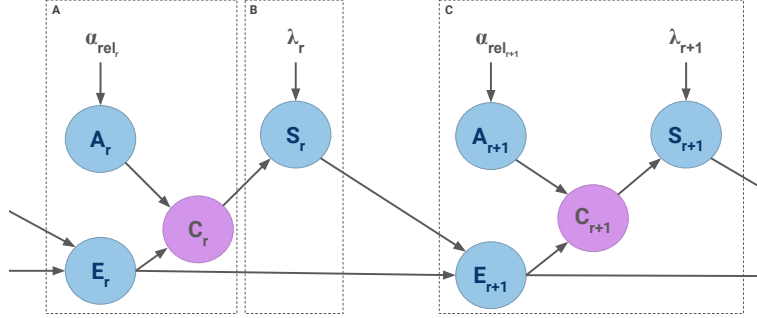 A
B
C
α_rel_r
λ_r
α_rel_r+1
λ_r+1
A_r
S_r
A_r+1
S_r+1
C_r
C_r+1
E_r
E_r+1